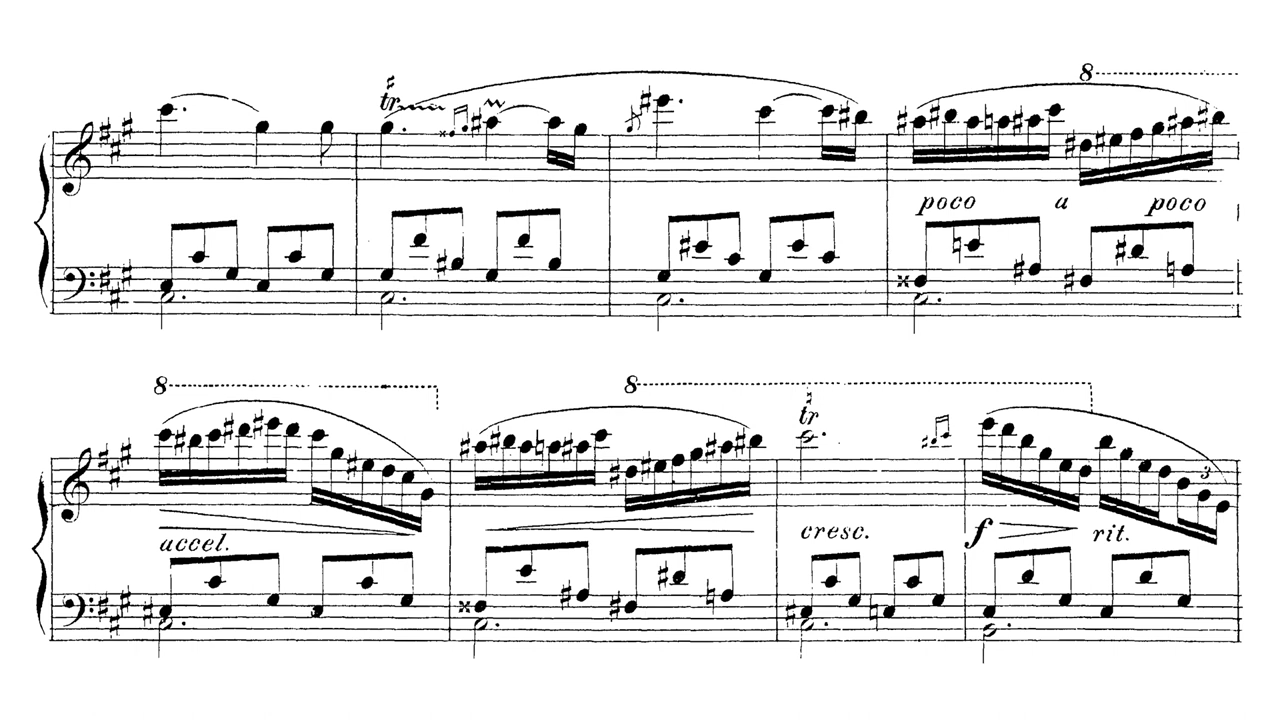 8
tr
poco a poco
8
8
tr
accel.
cresc.
f
rit.
3